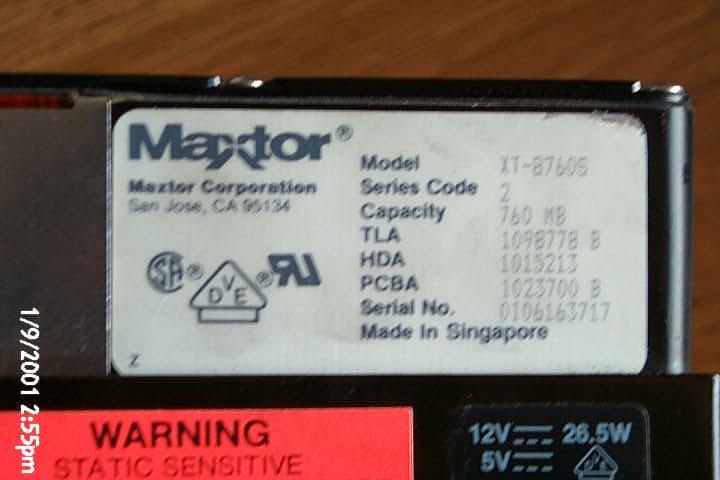 Maxtor®
Maxtor Corporation
San Jose, CA 95134
SA® DVE RU®
Model XT-8760S
Series Code 2
Capacity 760 MB
TLA 1098778 B
HDA 1015213
PCBA 1023700 B
Serial No. 0106163717
Made In Singapore
Z
WARNING
STATIC SENSITIVE
12V 26.5W
5V
1/9/2001 2:55pm